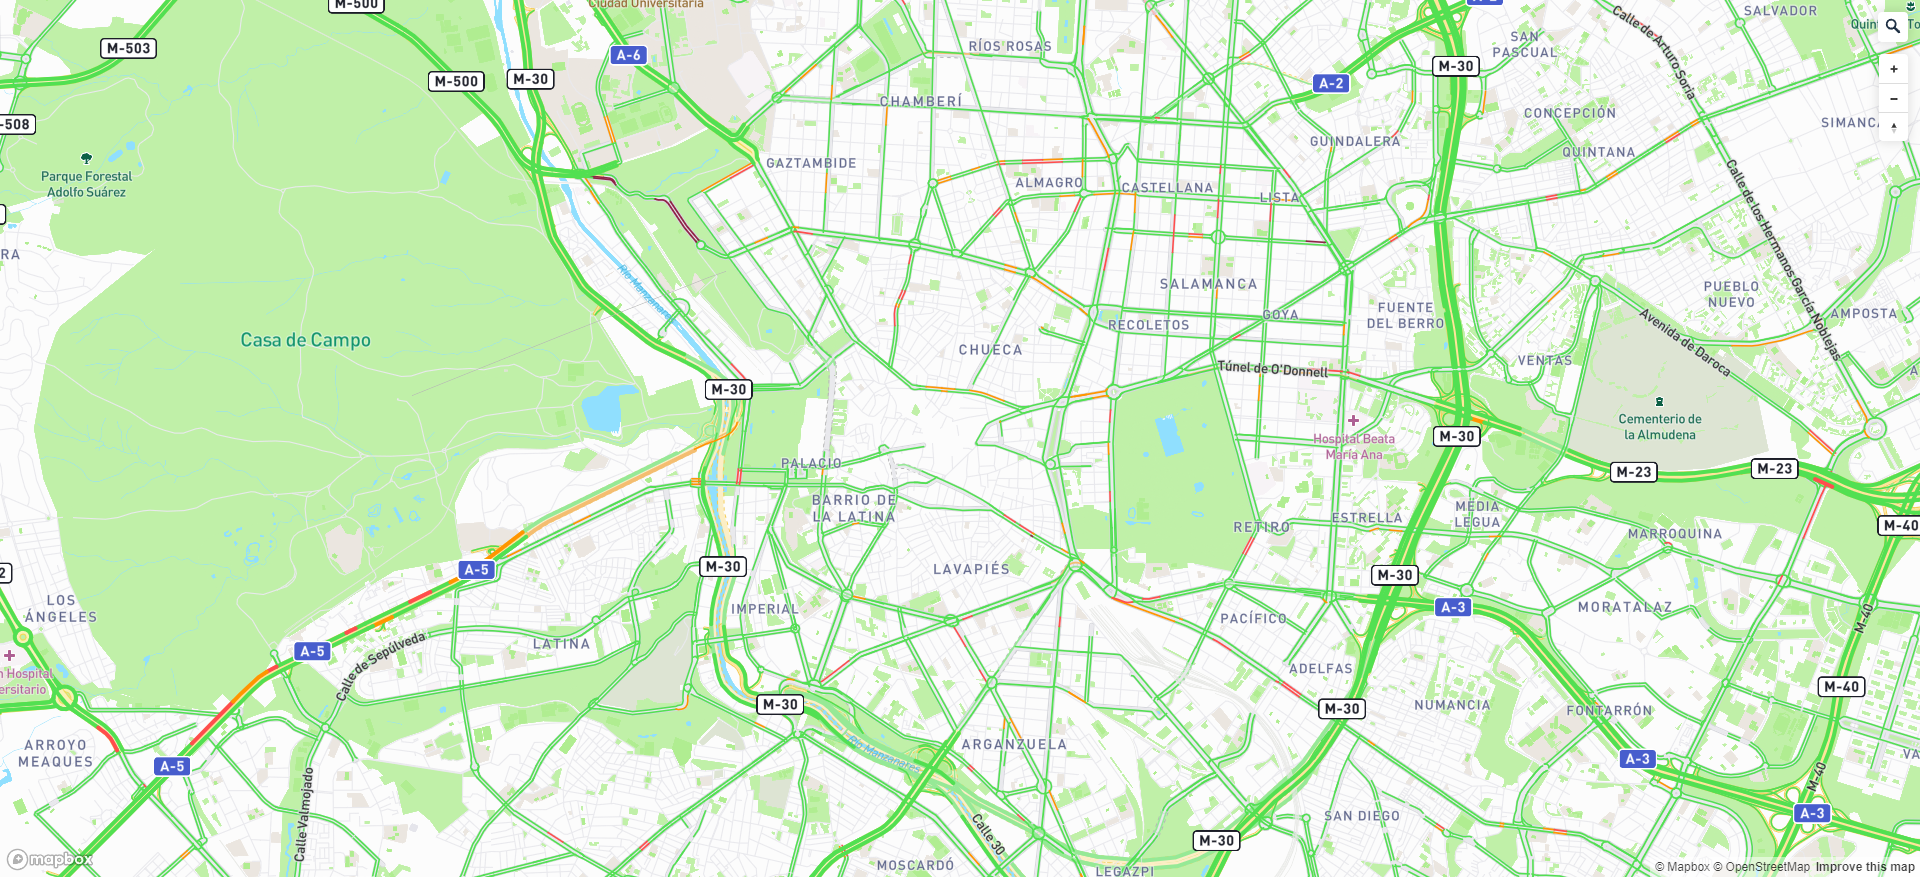 M-500
Ciudad Universitaria
SALVADOR
M-503
A-6
RÍOS ROSAS
SAN
PASCUAL
Calle de Arturo Soria
M-500
M-30
M-30
A-2
CHAMBERÍ
CONCEPCIÓN
-508
SIMANCA
GUINDALERA
QUINTANA
Parque Forestal
Adolfo Suárez
GAZTAMBIDE
ALMAGRO
CASTELLANA
LISTA
Calle de los Hermanos García Noblejas
RA
Río Manzanares
SALAMANCA
PUEBLO
NUEVO
FUENTE
DEL BERRO
GOYA
AMPOSTA
RECOLETOS
Casa de Campo
CHUECA
Avenida de Daroca
VENTAS
Túnel de O'Donnell
M-30
Cementerio de
la Almudena
Hospital Beata
María Ana
M-30
PALACIO
M-23
M-23
BARRIO DE
LA LATINA
MEDIA
LEGUA
RETIRO
ESTRELLA
M-40
MARROQUINA
2
A-5
M-30
LAVAPIÉS
M-30
LOS
ÁNGELES
IMPERIAL
A-3
MORATALAZ
PACÍFICO
M-40
LATINA
A-5
Calle de Sepúlveda
ADELFAS
n Hospital
ersitario
M-40
M-30
M-30
NUMANCIA
FONTARRÓN
ARROYO
MEAQUES
ARGANZUELA
Río Manzanares
VA
A-5
A-3
M-40
Calle Valmojado
A-3
SAN DIEGO
Calle 30
M-30
mapbox
MOSCARDÓ
LEGAZPI
© Mapbox © OpenStreetMap Improve this map